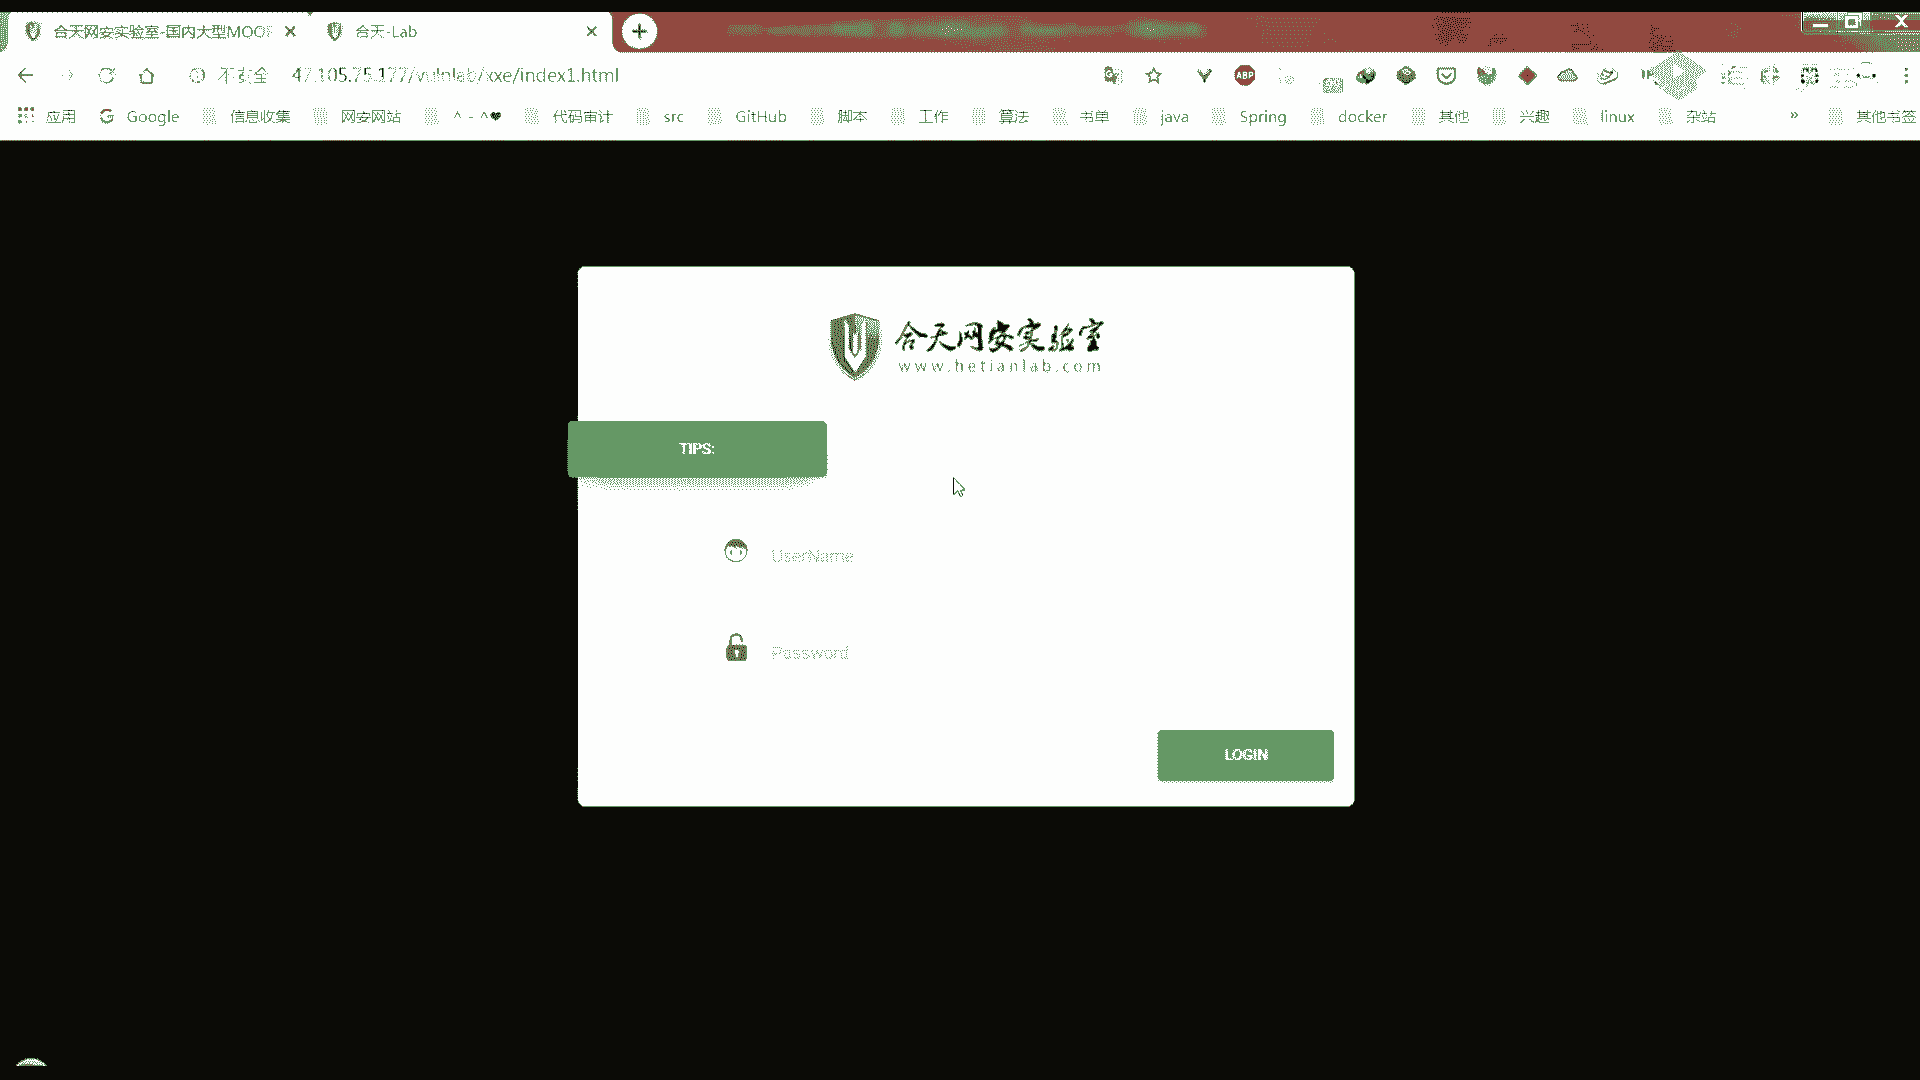 合天网安实验室-国内大型MOO
合天-Lab
不安全 47.105.75.177/vulnlab/xxe/index1.html
应用 Google 信息收集 网安网站 ^ - ^♥ 代码审计 src GitHub 脚本 工作 算法 书单 java Spring docker 其他 兴趣 linux 杂站 » 其他书签
ABP
合天网安实验室
www.hetianlab.com
TIPS:
UserName
Password
LOGIN